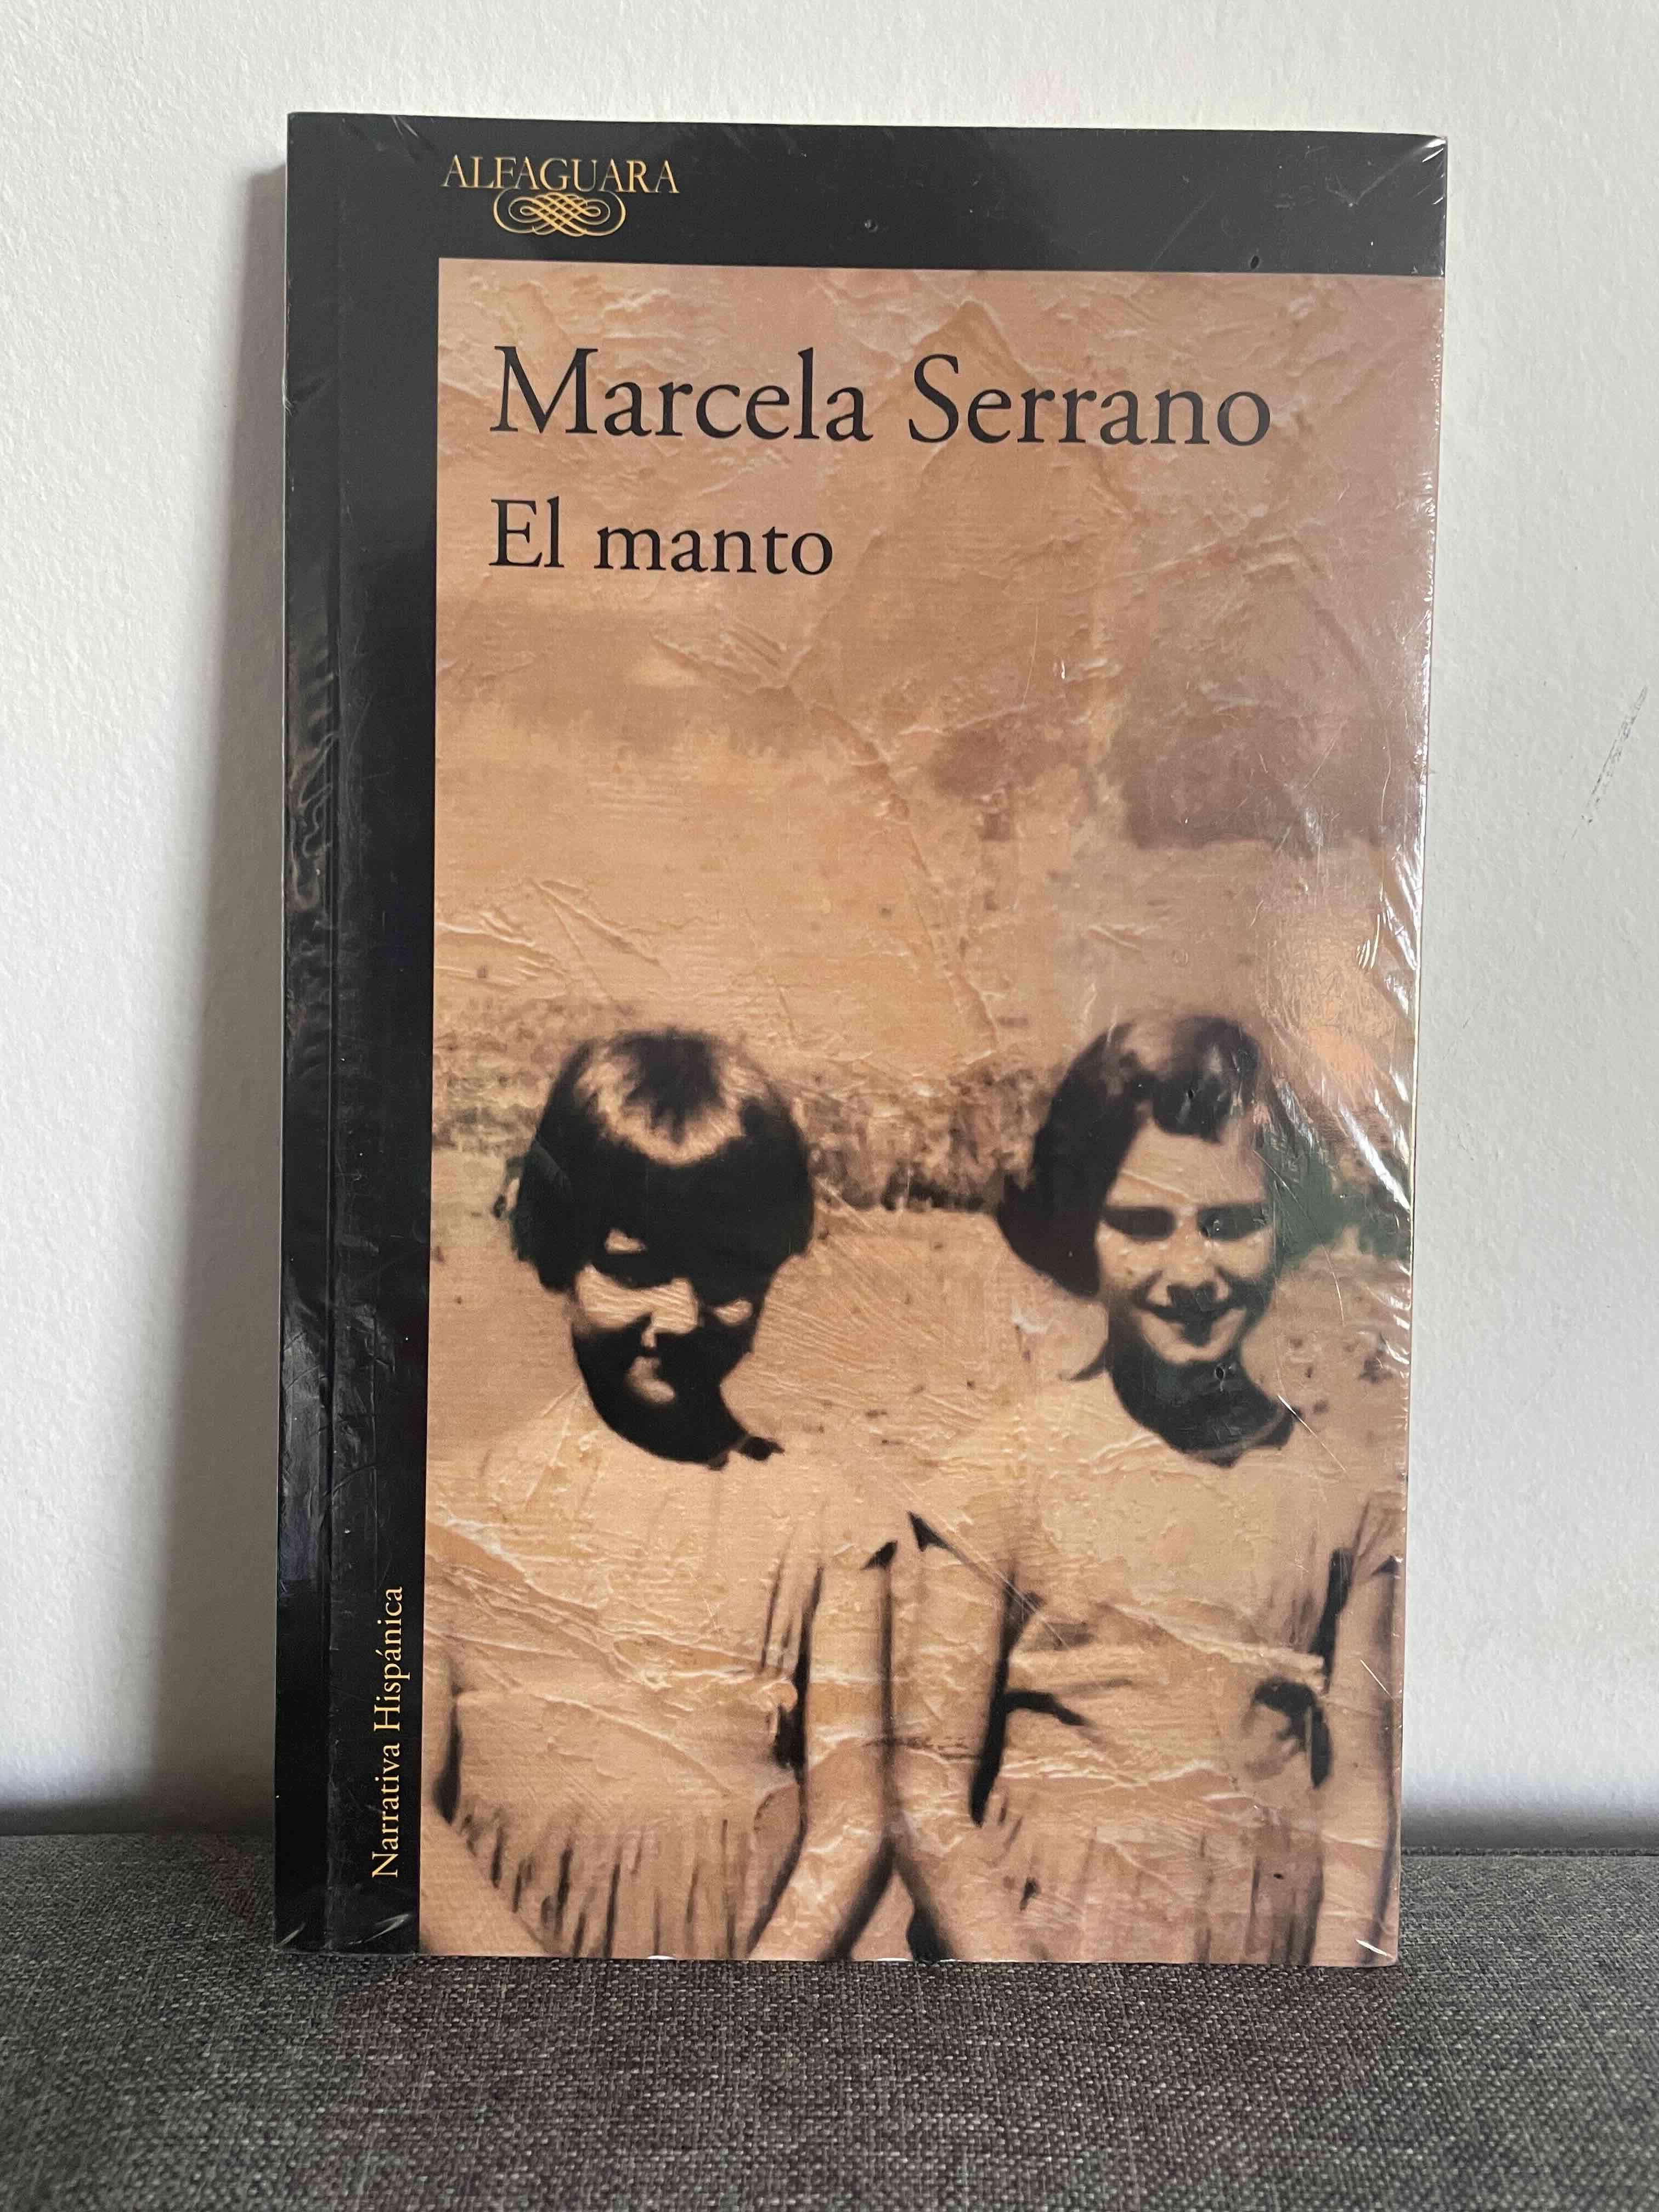 ALFAGUARA
Marcela Serrano
El manto
Narrativa Hispánica